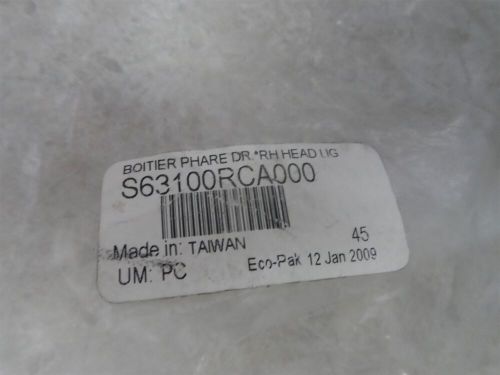 BOITIER PHARE DR.*RH HEAD LIG
S63100RCA000
Made in: TAIWAN
45
UM: PC
Eco-Pak 12 Jan 2009